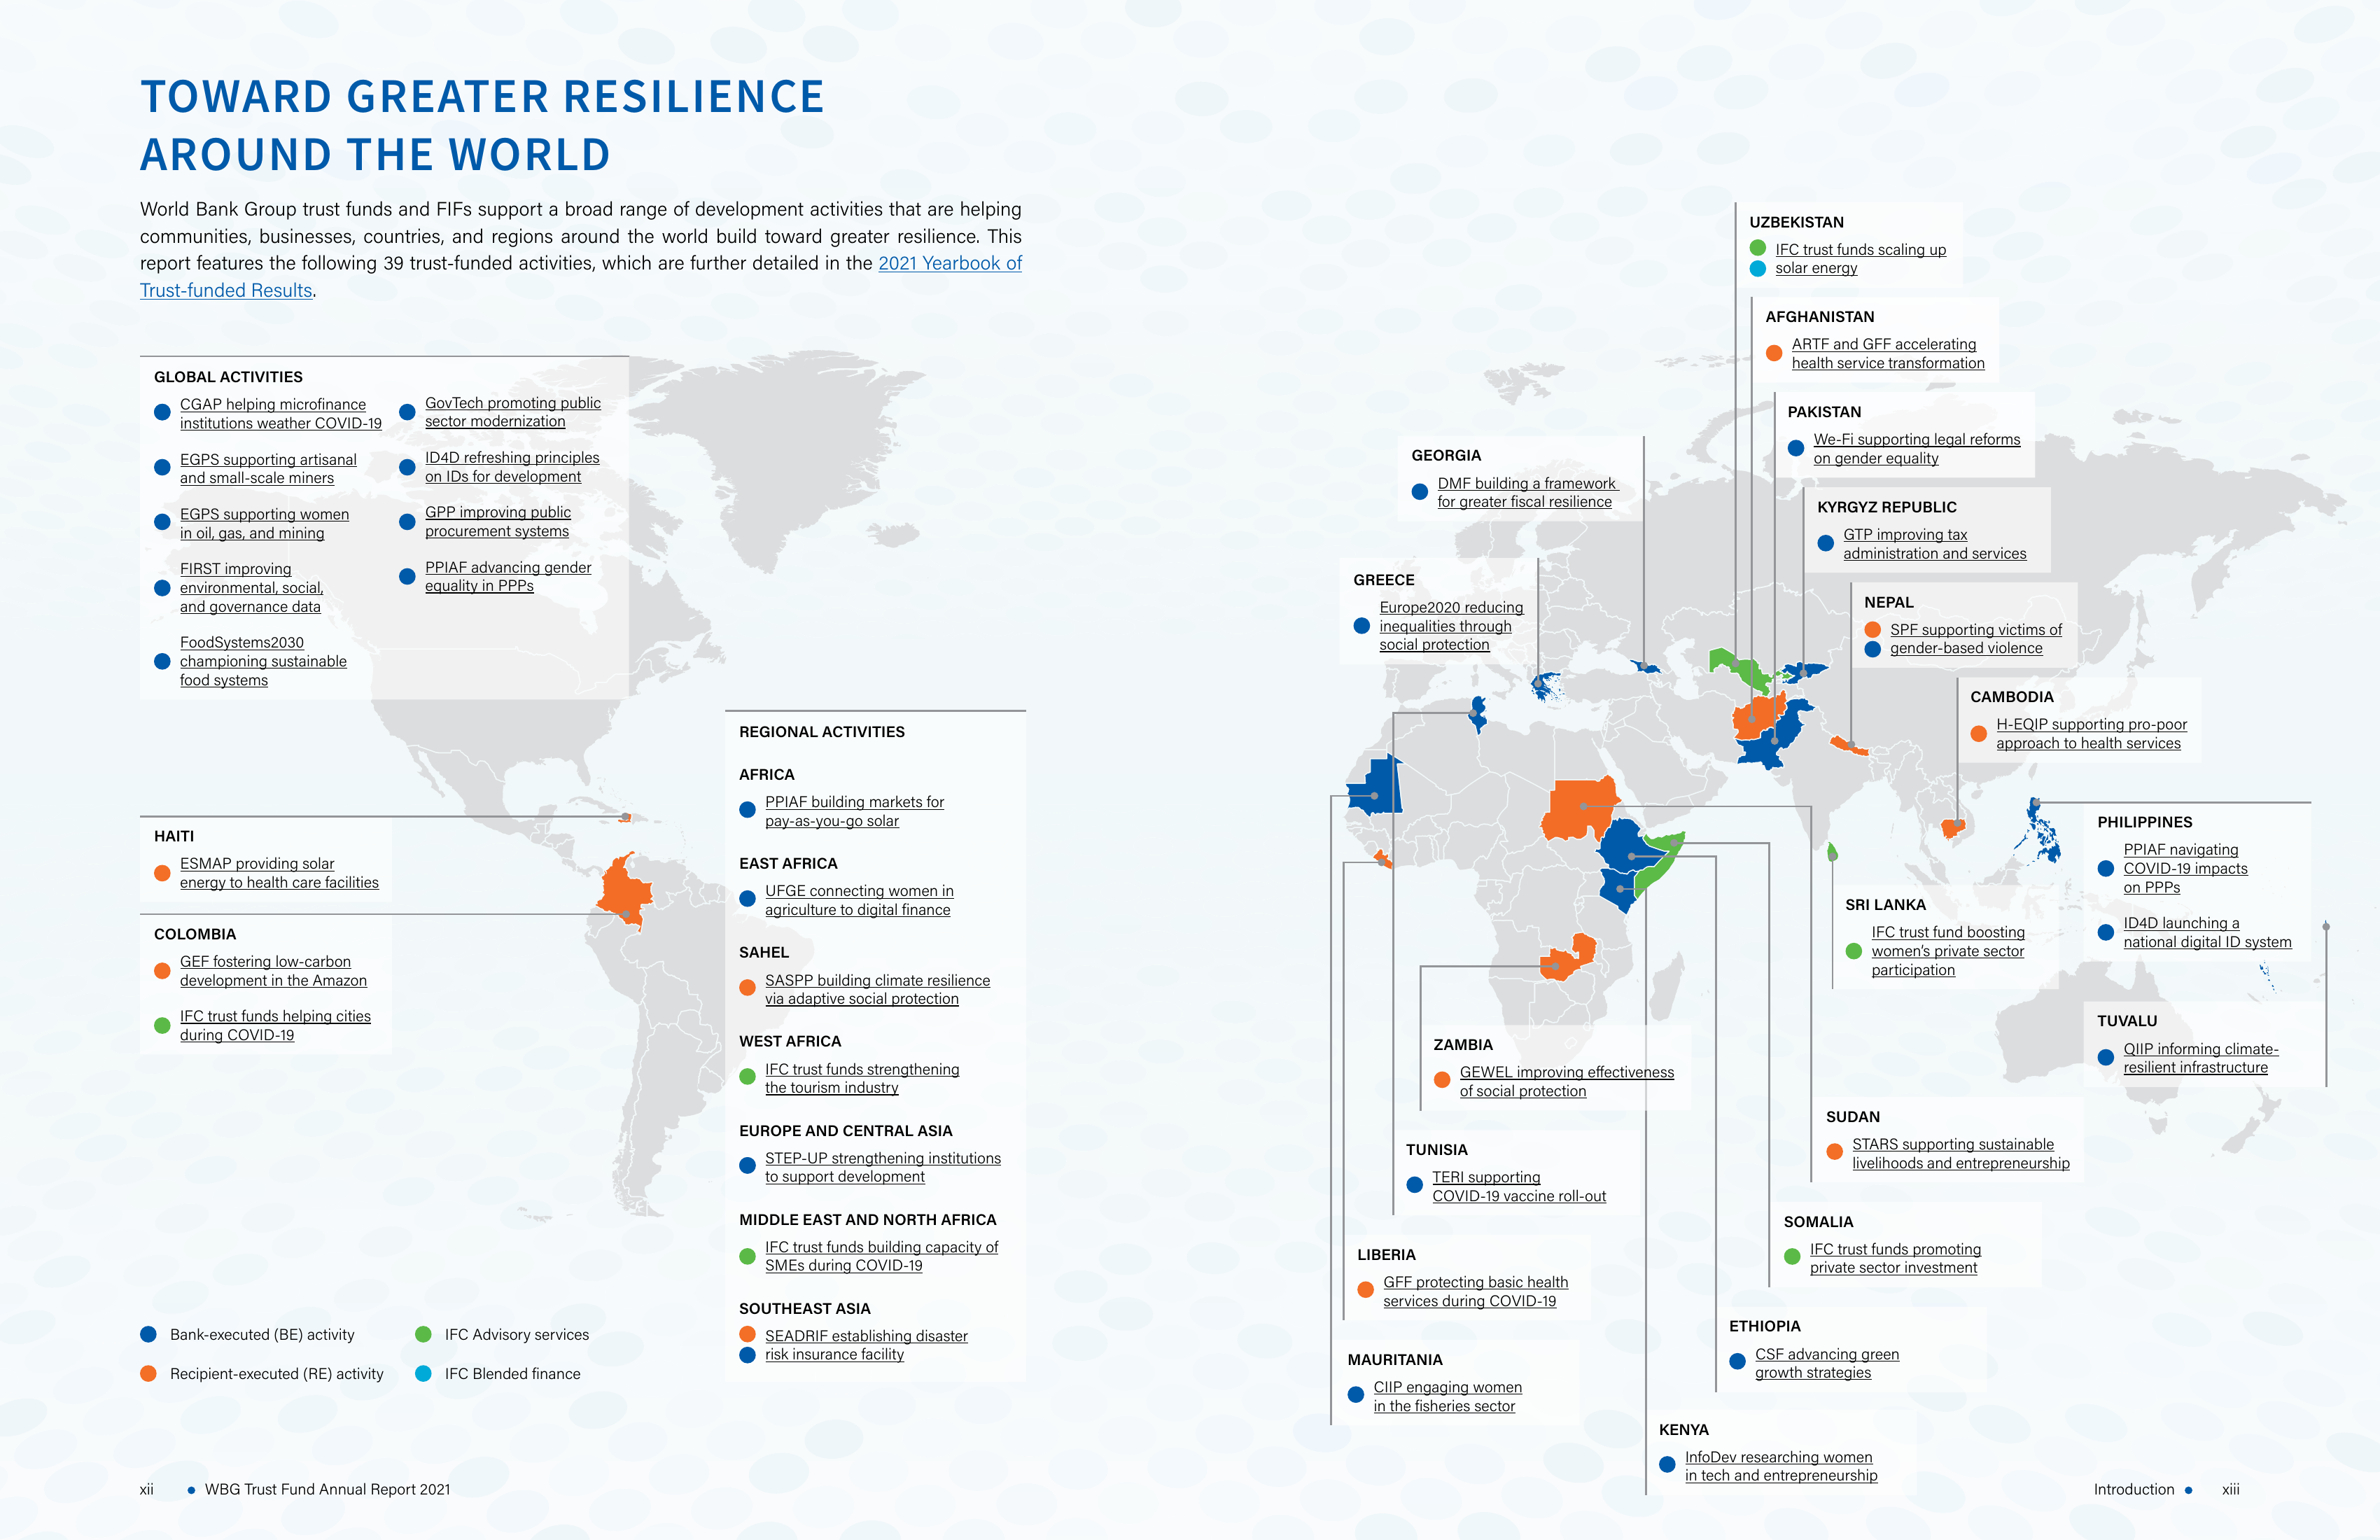 TOWARD GREATER RESILIENCE
AROUND THE WORLD
World Bank Group trust funds and FIFs support a broad range of development activities that are helping
communities, businesses, countries, and regions around the world build toward greater resilience. This
report features the following 39 trust-funded activities, which are further detailed in the 2021 Yearbook of
Trust-funded Results.
GLOBAL ACTIVITIES
CGAP helping microfinance
institutions weather COVID-19
EGPS supporting artisanal
and small-scale miners
EGPS supporting women
in oil, gas, and mining
FIRST improving
environmental, social,
and governance data
FoodSystems2030
championing sustainable
food systems
GovTech promoting public
sector modernization
ID4D refreshing principles
on IDs for development
GPP improving public
procurement systems
PPIAF advancing gender
equality in PPPs
HAITI
ESMAP providing solar
energy to health care facilities
COLOMBIA
GEF fostering low-carbon
development in the Amazon
IFC trust funds helping cities
during COVID-19
REGIONAL ACTIVITIES
AFRICA
PPIAF building markets for
pay-as-you-go solar
EAST AFRICA
UFGE connecting women in
agriculture to digital finance
SAHEL
SASPP building climate resilience
via adaptive social protection
WEST AFRICA
IFC trust funds strengthening
the tourism industry
EUROPE AND CENTRAL ASIA
STEP-UP strengthening institutions
to support development
MIDDLE EAST AND NORTH AFRICA
IFC trust funds building capacity of
SMEs during COVID-19
SOUTHEAST ASIA
SEADRIF establishing disaster
risk insurance facility
Bank-executed (BE) activity
Recipient-executed (RE) activity
IFC Advisory services
IFC Blended finance
xii
WBG Trust Fund Annual Report 2021
UZBEKISTAN
IFC trust funds scaling up
solar energy
AFGHANISTAN
ARTF and GFF accelerating
health service transformation
PAKISTAN
We-Fi supporting legal reforms
on gender equality
GEORGIA
DMF building a framework
for greater fiscal resilience
KYRGYZ REPUBLIC
GTP improving tax
administration and services
GREECE
Europe2020 reducing
inequalities through
social protection
NEPAL
SPF supporting victims of
gender-based violence
CAMBODIA
H-EQIP supporting pro-poor
approach to health services
PHILIPPINES
PPIAF navigating
COVID-19 impacts
on PPPs
ID4D launching a
national digital ID system
SRI LANKA
IFC trust fund boosting
women's private sector
participation
TUVALU
QIIP informing climate-
resilient infrastructure
ZAMBIA
GEWEL improving effectiveness
of social protection
SUDAN
STARS supporting sustainable
livelihoods and entrepreneurship
TUNISIA
TERI supporting
COVID-19 vaccine roll-out
SOMALIA
IFC trust funds promoting
private sector investment
LIBERIA
GFF protecting basic health
services during COVID-19
ETHIOPIA
CSF advancing green
growth strategies
MAURITANIA
CIIP engaging women
in the fisheries sector
KENYA
InfoDev researching women
in tech and entrepreneurship
Introduction
xiii